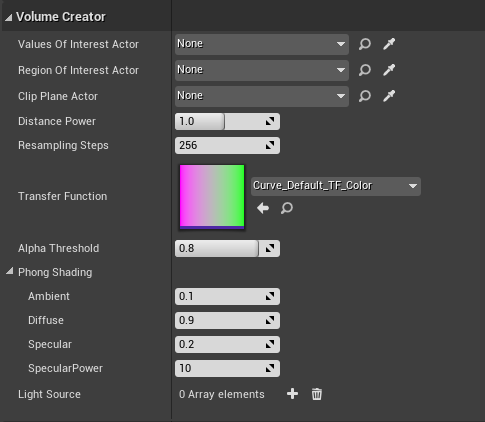 Volume Creator
Values Of Interest Actor None
Region Of Interest Actor None
Clip Plane Actor None
Distance Power 1.0
Resampling Steps 256
Transfer Function Curve_Default_TF_Color
Alpha Threshold 0.8
Phong Shading
Ambient 0.1
Diffuse 0.9
Specular 0.2
SpecularPower 10
Light Source 0 Array elements